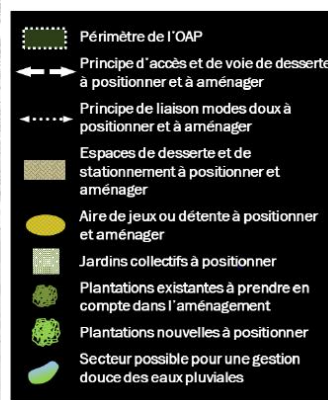 Périmètre de l'OAP
Principe d'accès et de voie de desserte
à positionner et à aménager
Principe de liaison modes doux à
positionner et à aménager
Espaces de desserte et de
stationnement à positionner et
aménager
Aire de jeux ou détente à positionner
et aménager
Jardins collectifs à positionner
Plantations existantes à prendre en
compte dans l'aménagement
Plantations nouvelles à positionner
Secteur possible pour une gestion
douce des eaux pluviales